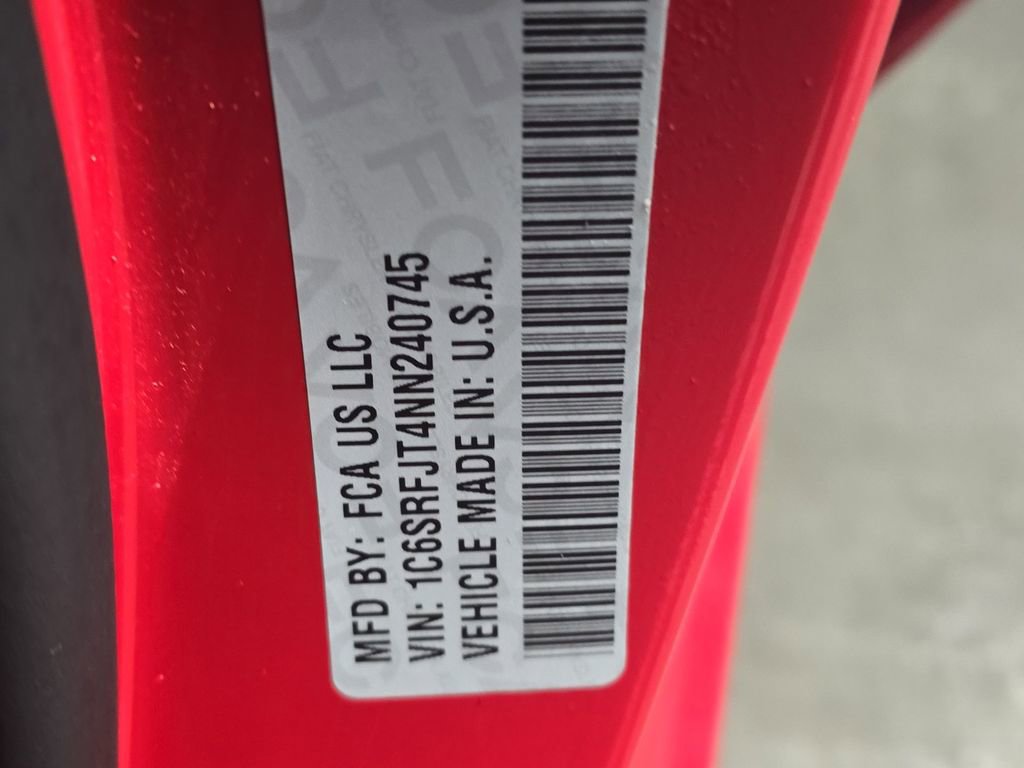 MFD BY: FCA US LLC
VIN: 1C6SRFJT4NN240745
VEHICLE MADE IN: U.S.A.